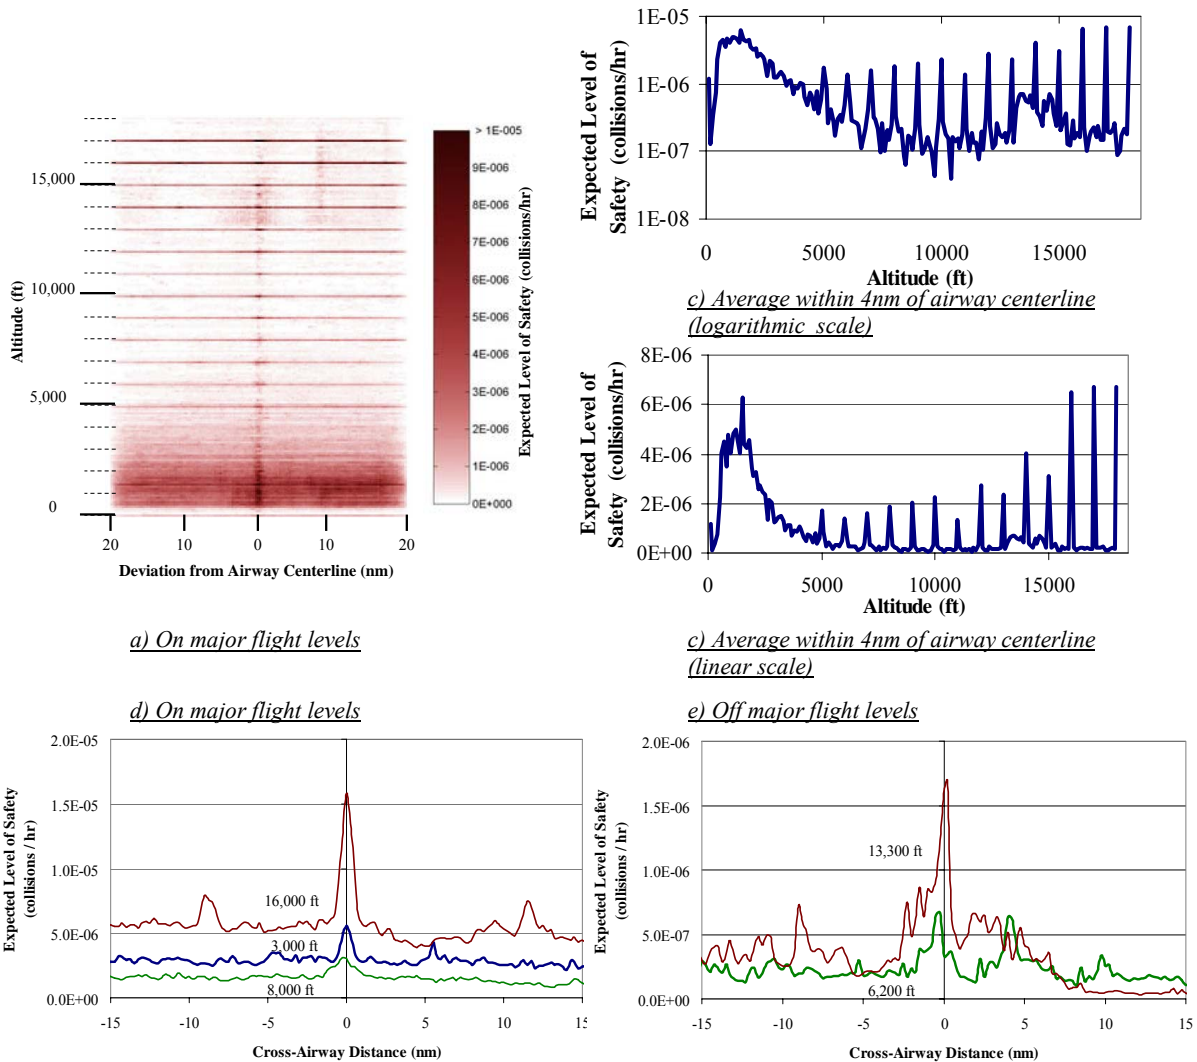 > 1E-005
9E-006
8E-006
7E-006
6E-006
5E-006
4E-006
3E-006
2E-006
1E-006
0E+000
Expected Level of Safety (collisions/hr)
15,000
10,000
5,000
0
Altitude (ft)
20
10
0
10
20
Deviation from Airway Centerline (nm)
a) On major flight levels
1E-05
1E-06
1E-07
1E-08
Expected Level of
Safety (collisions/hr)
0
5000
10000
15000
Altitude (ft)
c) Average within 4nm of airway centerline
(logarithmic scale)
8E-06
6E-06
4E-06
2E-06
0E+00
Expected Level of
Safety (collisions/hr)
0
5000
10000
15000
Altitude (ft)
c) Average within 4nm of airway centerline
(linear scale)
d) On major flight levels
2.0E-05
1.5E-05
1.0E-05
5.0E-06
0.0E+00
Expected Level of Safety
(collisions / hr)
16,000 ft
3,000 ft
8,000 ft
-15
-10
-5
0
5
10
15
Cross-Airway Distance (nm)
e) Off major flight levels
2.0E-06
1.5E-06
1.0E-06
5.0E-07
0.0E+00
Expected Level of Safety
(collisions / hr)
13,300 ft
6,200 ft
-15
-10
-5
0
5
10
15
Cross-Airway Distance (nm)